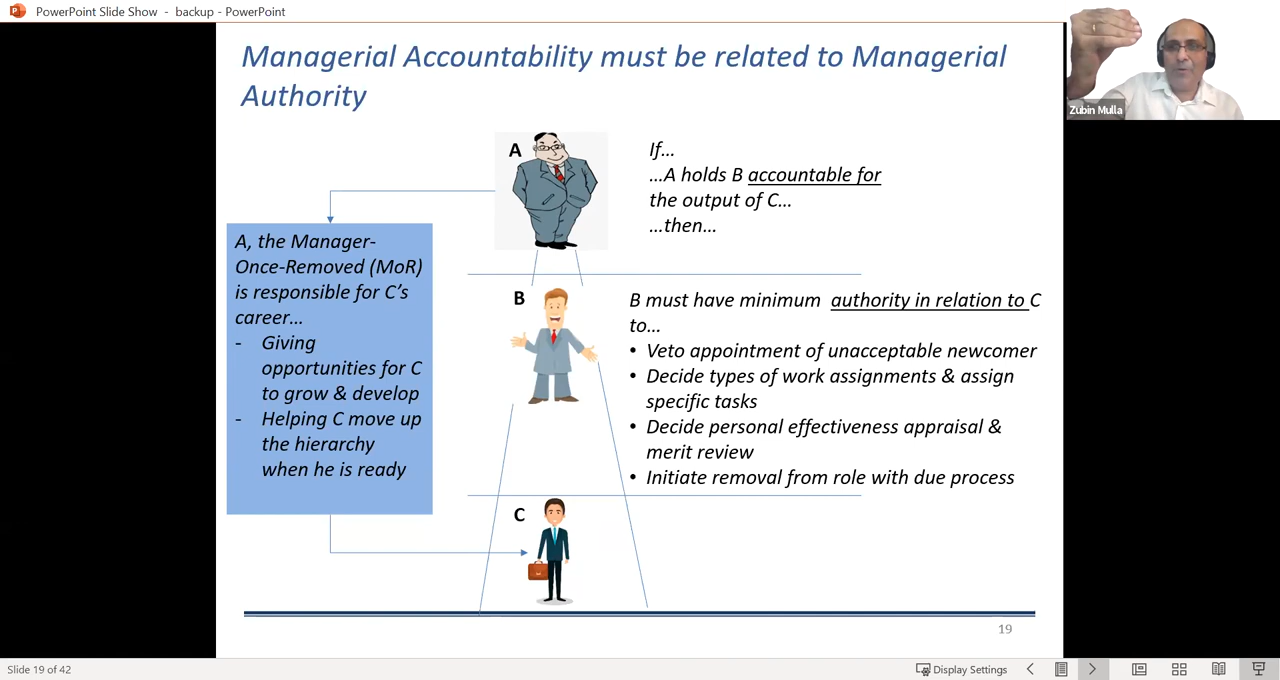 PowerPoint Slide Show - backup - PowerPoint
Zubin Mulla
Managerial Accountability must be related to Managerial
Authority
A
If...
...A holds B accountable for
the output of C...
...then...
A, the Manager-
Once-Removed (MoR)
is responsible for C's
career...
- Giving
opportunities for C
to grow & develop
- Helping C move up
the hierarchy
when he is ready
B
B must have minimum authority in relation to C
to...
• Veto appointment of unacceptable newcomer
• Decide types of work assignments & assign
specific tasks
• Decide personal effectiveness appraisal &
merit review
• Initiate removal from role with due process
C
19
Slide 19 of 42
Display Settings